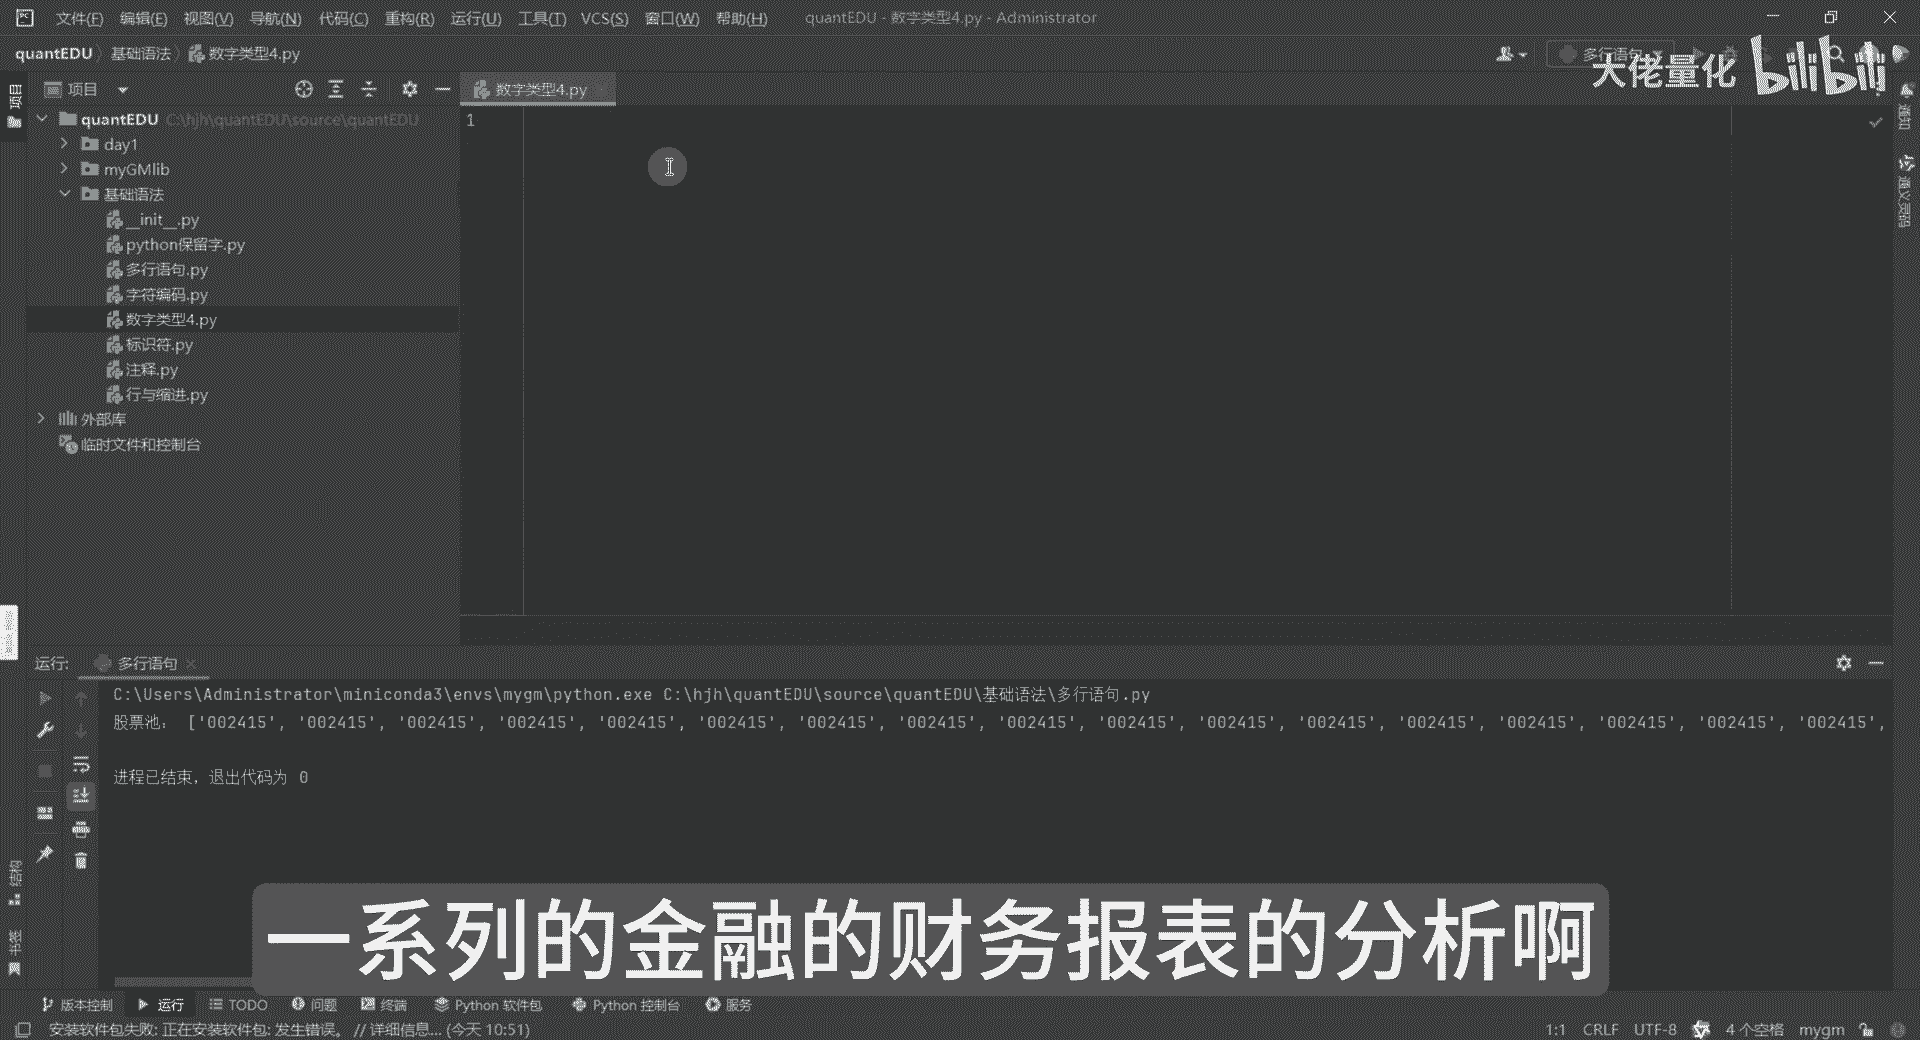 文件(F) 编辑(E) 视图(V) 导航(N) 代码(C) 重构(R) 运行(U) 工具(T) VCS(S) 窗口(W) 帮助(H) quantEDU - 数字类型4.py - Administrator
quantEDU 基础语法 数字类型4.py 多行语句
大佬量化 bilibili
项目
项目 数字类型4.py
通知
通义灵码
1
quantEDU C:\hjh\quantEDU\source\quantEDU
day1
myGMlib
基础语法
__init__.py
python保留字.py
多行语句.py
字符编码.py
数字类型4.py
标识符.py
注释.py
行与缩进.py
外部库
临时文件和控制台
运行: 多行语句
C:\Users\Administrator\miniconda3\envs\mygm\python.exe C:\hjh\quantEDU\source\quantEDU\基础语法\多行语句.py
股票池: ['002415', '002415', '002415', '002415', '002415', '002415', '002415', '002415', '002415', '002415', '002415', '002415', '002415', '002415', '002415', '002415', '002415',
进程已结束，退出代码为 0
结构
书签
一系列的金融的财务报表的分析啊
版本控制 运行 TODO 问题 终端 Python 软件包 Python 控制台 服务
安装软件包失败: 正在安装软件包: 发生错误。 // 详细信息... (今天 10:51) 1:1 CRLF UTF-8 4 个空格 mygm